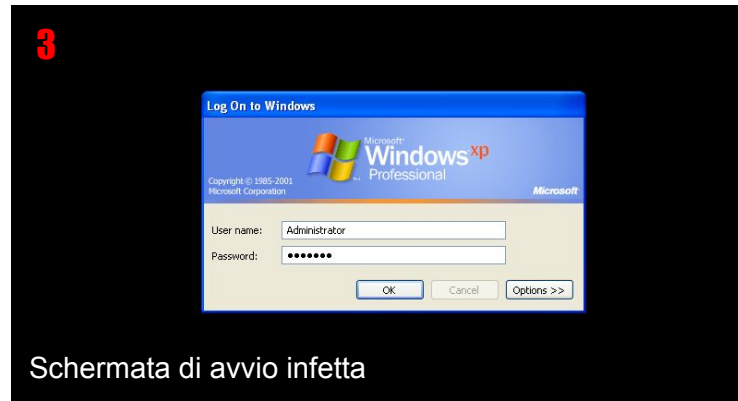 3
Log On to Windows
Microsoft
Windows xp
Professional
Copyright © 1985-2001
Microsoft Corporation
Microsoft
User name: Administrator
Password: •••••••
OK Cancel Options >>
Schermata di avvio infetta